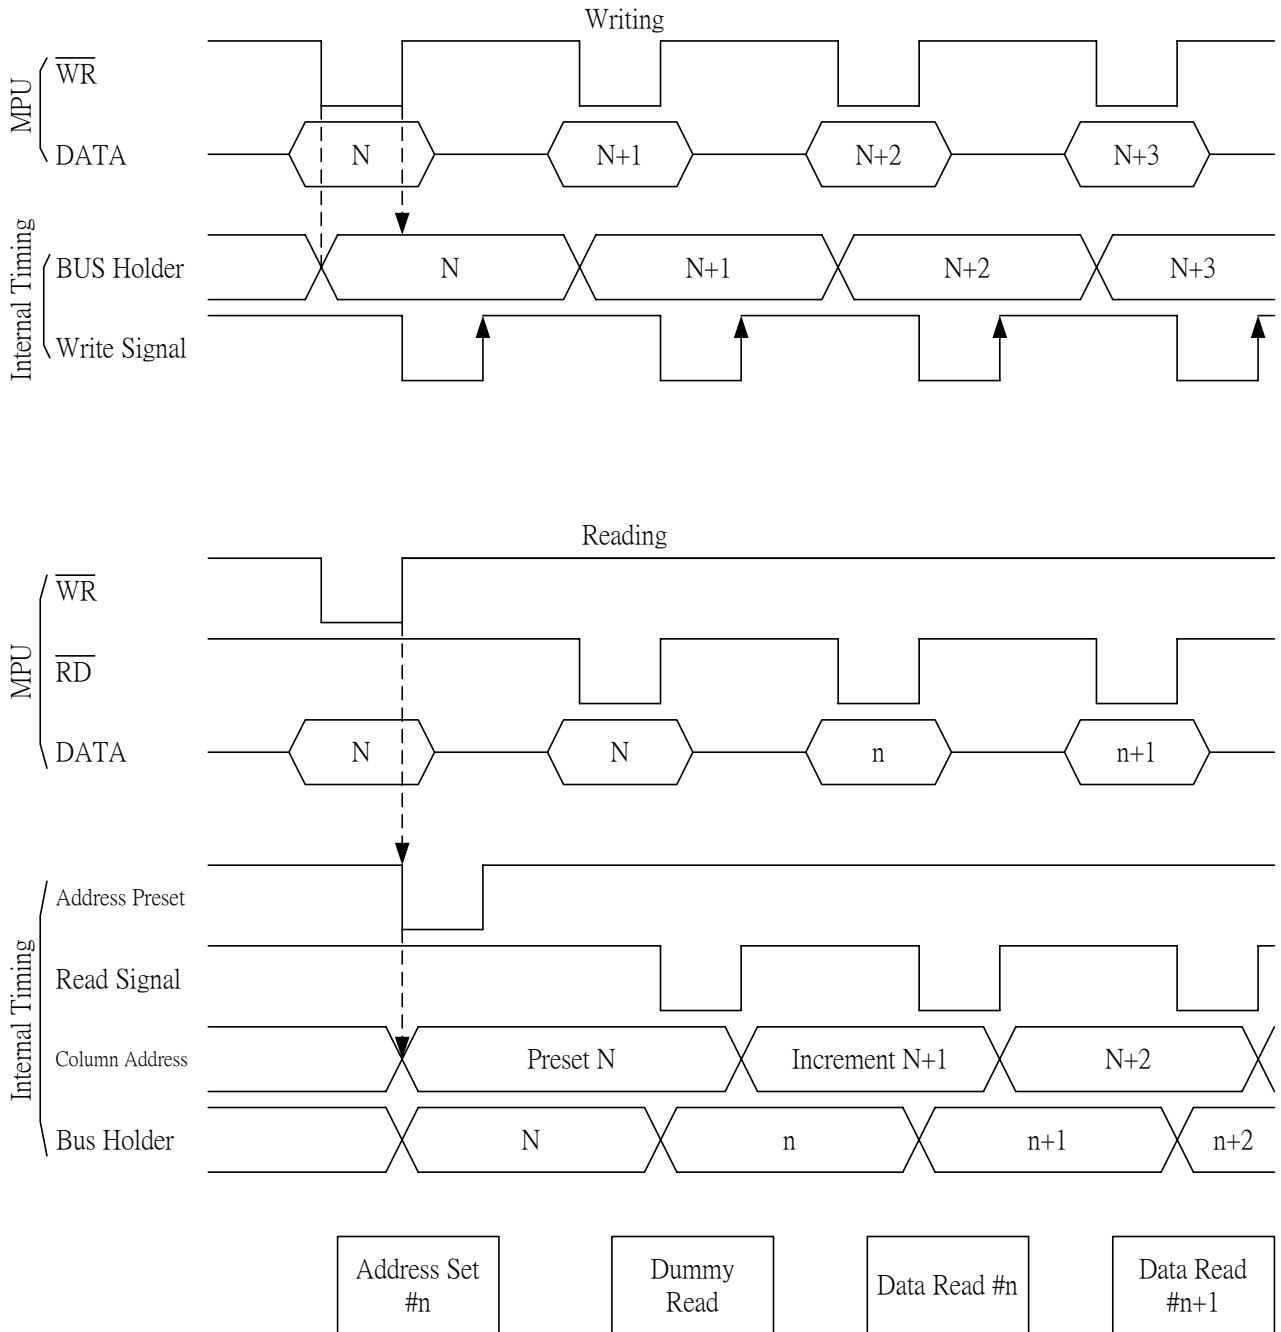 Writing
MPU
WR
DATA
N
N+1
N+2
N+3
Internal Timing
BUS Holder
N
N+1
N+2
N+3
Write Signal
Reading
MPU
WR
RD
DATA
N
N
n
n+1
Internal Timing
Address Preset
Read Signal
Column Address
Preset N
Increment N+1
N+2
Bus Holder
N
n
n+1
n+2
Address Set
#n
Dummy
Read
Data Read #n
Data Read
#n+1